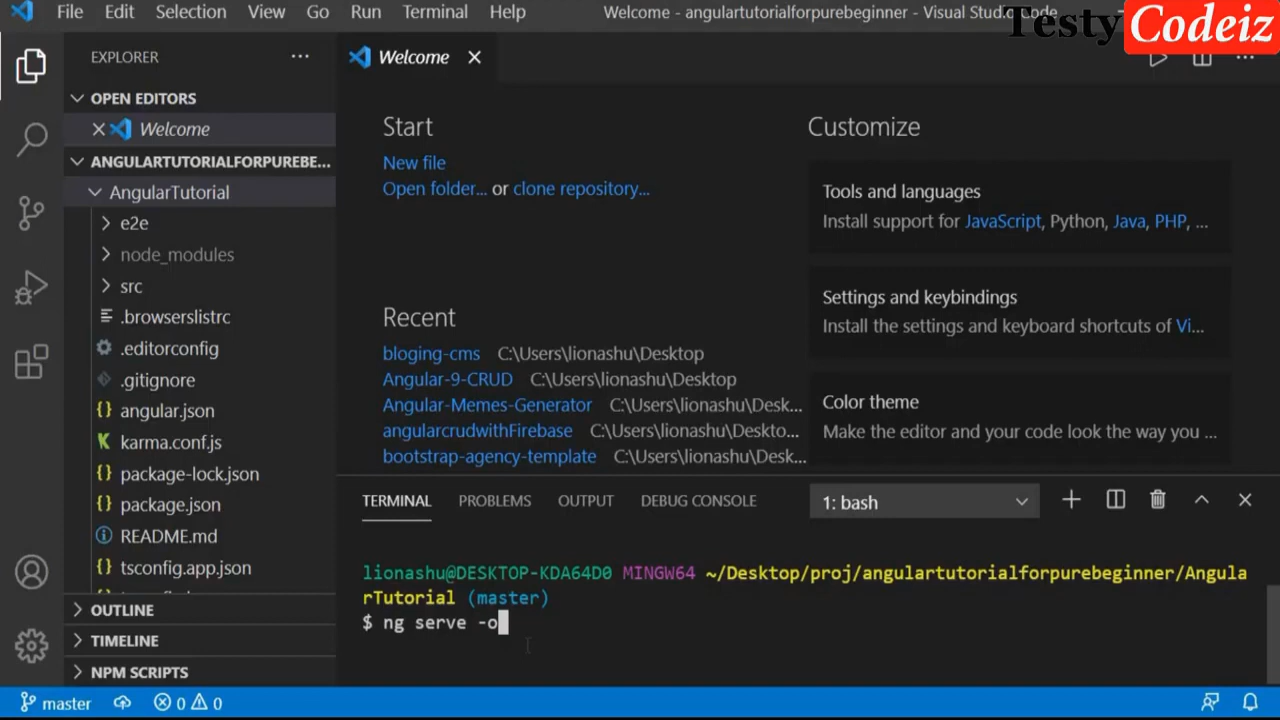 File Edit Selection View Go Run Terminal Help
Welcome - angulartutorialforpurebeginner - Visual Studio Code
Testy Codeiz
EXPLORER
OPEN EDITORS
Welcome
ANGULARTUTORIALFORPUREBE...
AngularTutorial
e2e
node_modules
src
.browserslistrc
.editorconfig
.gitignore
angular.json
karma.conf.js
package-lock.json
package.json
README.md
tsconfig.app.json
OUTLINE
TIMELINE
NPM SCRIPTS
Welcome
Start
New file
Open folder... or clone repository...
Recent
bloging-cms C:\Users\lionashu\Desktop
Angular-9-CRUD C:\Users\lionashu\Desktop
Angular-Memes-Generator C:\Users\lionashu\Desk...
angularcrudwithFirebase C:\Users\lionashu\Deskto...
bootstrap-agency-template C:\Users\lionashu\Desk...
Customize
Tools and languages
Install support for JavaScript, Python, Java, PHP, ...
Settings and keybindings
Install the settings and keyboard shortcuts of Vi...
Color theme
Make the editor and your code look the way you ...
TERMINAL PROBLEMS OUTPUT DEBUG CONSOLE
1: bash
lionashu@DESKTOP-KDA64D0 MINGW64 ~/Desktop/proj/angulartutorialforpurebeginner/Angula
rTutorial (master)
$ ng serve -o
master 0 0